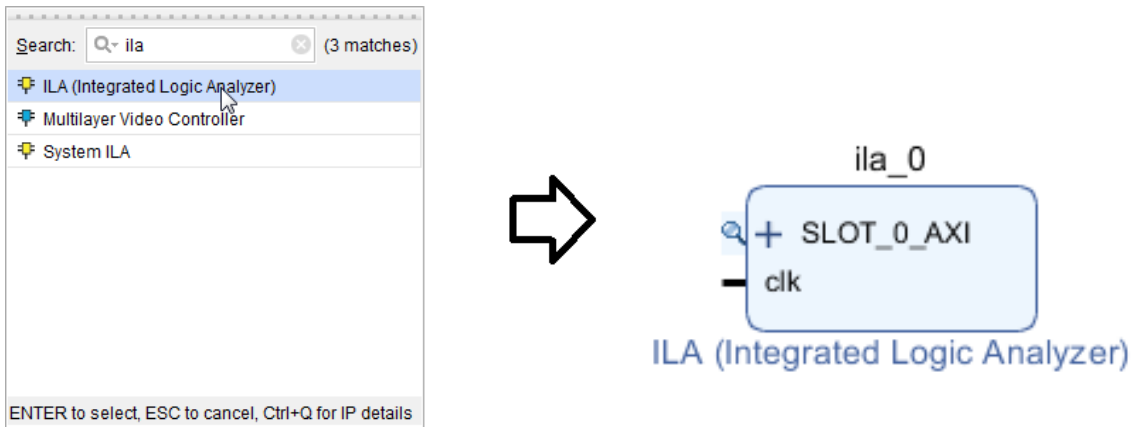 Search: ila (3 matches)
ILA (Integrated Logic Analyzer)
Multilayer Video Controller
System ILA
ENTER to select, ESC to cancel, Ctrl+Q for IP details
ila_0
SLOT_0_AXI
clk
ILA (Integrated Logic Analyzer)